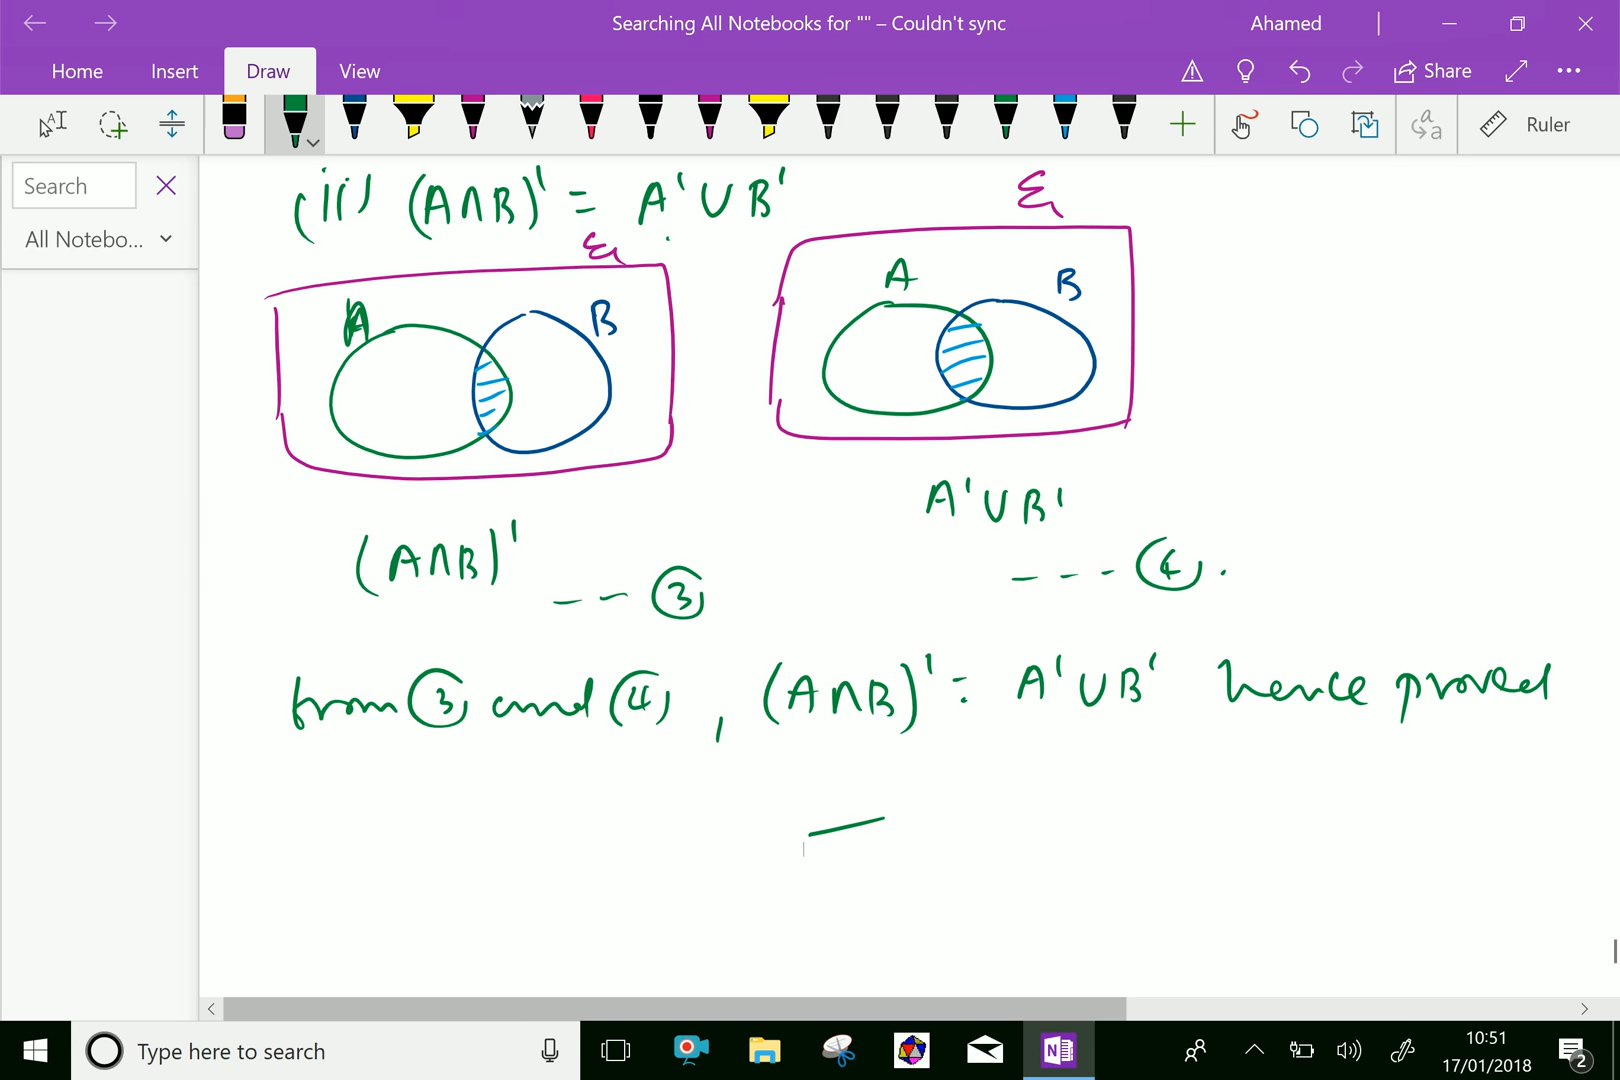 Searching All Notebooks for "" – Couldn't sync
Ahamed
Home Insert Draw View
Share
Ruler
Search
All Notebo...
(ii) (A∩B)' = A'∪B'
ξ
ξ
A B
A B
(A∩B)' -- ③
A'∪B' --- ④.
from ③ and ④, (A∩B)' = A'∪B' hence proved
Type here to search
10:51
17/01/2018
2